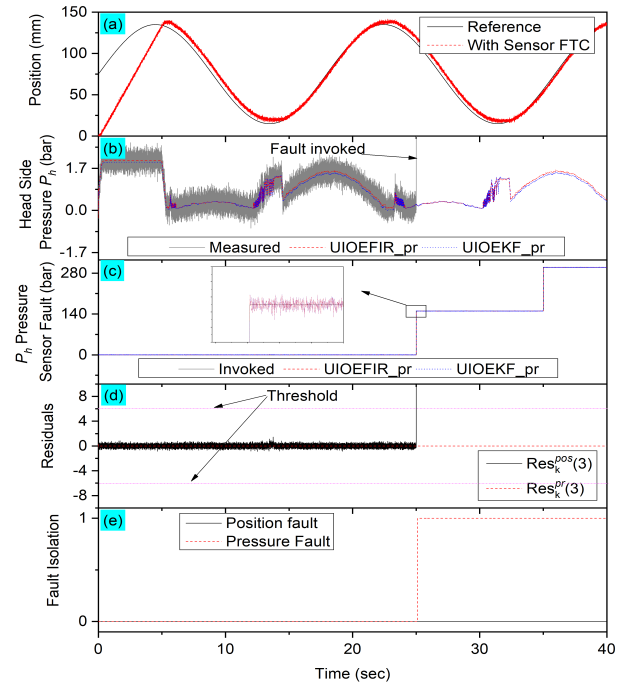 150
100
50
0
Position (mm)
(a)
Reference
With Sensor FTC
1.7
0.0
-1.7
Head Side
Pressure Ph (bar)
(b)
Fault invoked
Measured
UIOEFIR_pr
UIOEKF_pr
280
140
0
Ph Pressure
Sensor Fault (bar)
(c)
Invoked
UIOEFIR_pr
UIOEKF_pr
8
4
0
-4
-8
Residuals
(d)
Threshold
Res_k^pos(3)
Res_k^pr(3)
1
0
Fault Isolation
(e)
Position fault
Pressure Fault
0 10 20 30 40
Time (sec)